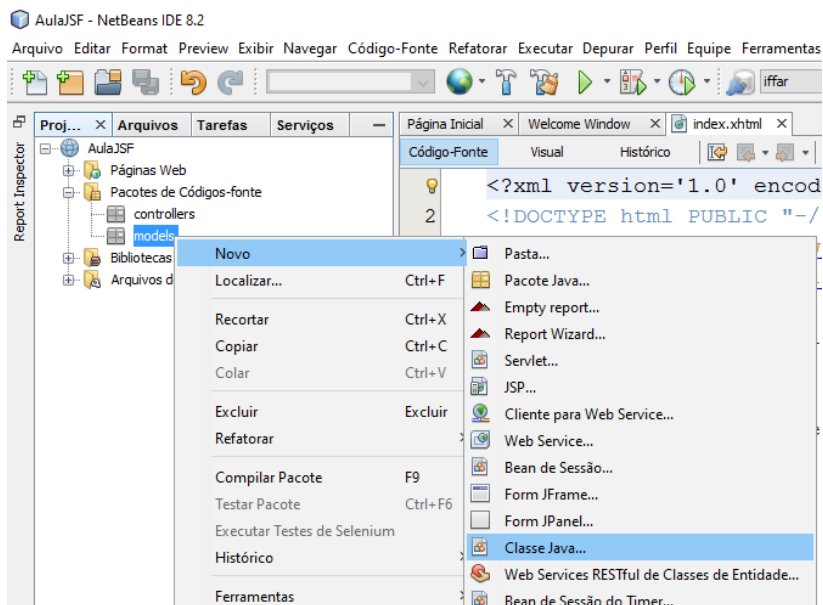 AulaJSF - NetBeans IDE 8.2
Arquivo Editar Format Preview Exibir Navegar Código-Fonte Refatorar Executar Depurar Perfil Equipe Ferramentas
iffar
Report Inspector
Proj... × Arquivos Tarefas Serviços
AulaJSF
Páginas Web
Pacotes de Códigos-fonte
controllers
models
Bibliotecas
Arquivos d
Página Inicial × Welcome Window × index.xhtml ×
Código-Fonte Visual Histórico
<?xml version='1.0' encod
2 <!DOCTYPE html PUBLIC "-/
Novo
Localizar... Ctrl+F
Recortar Ctrl+X
Copiar Ctrl+C
Colar Ctrl+V
Excluir Excluir
Refatorar
Compilar Pacote F9
Testar Pacote Ctrl+F6
Executar Testes de Selenium
Histórico
Ferramentas
Pasta...
Pacote Java...
Empty report...
Report Wizard...
Servlet...
JSP...
Cliente para Web Service...
Web Service...
Bean de Sessão...
Form JFrame...
Form JPanel...
Classe Java...
Web Services RESTful de Classes de Entidade...
Bean de Sessão do Timer...